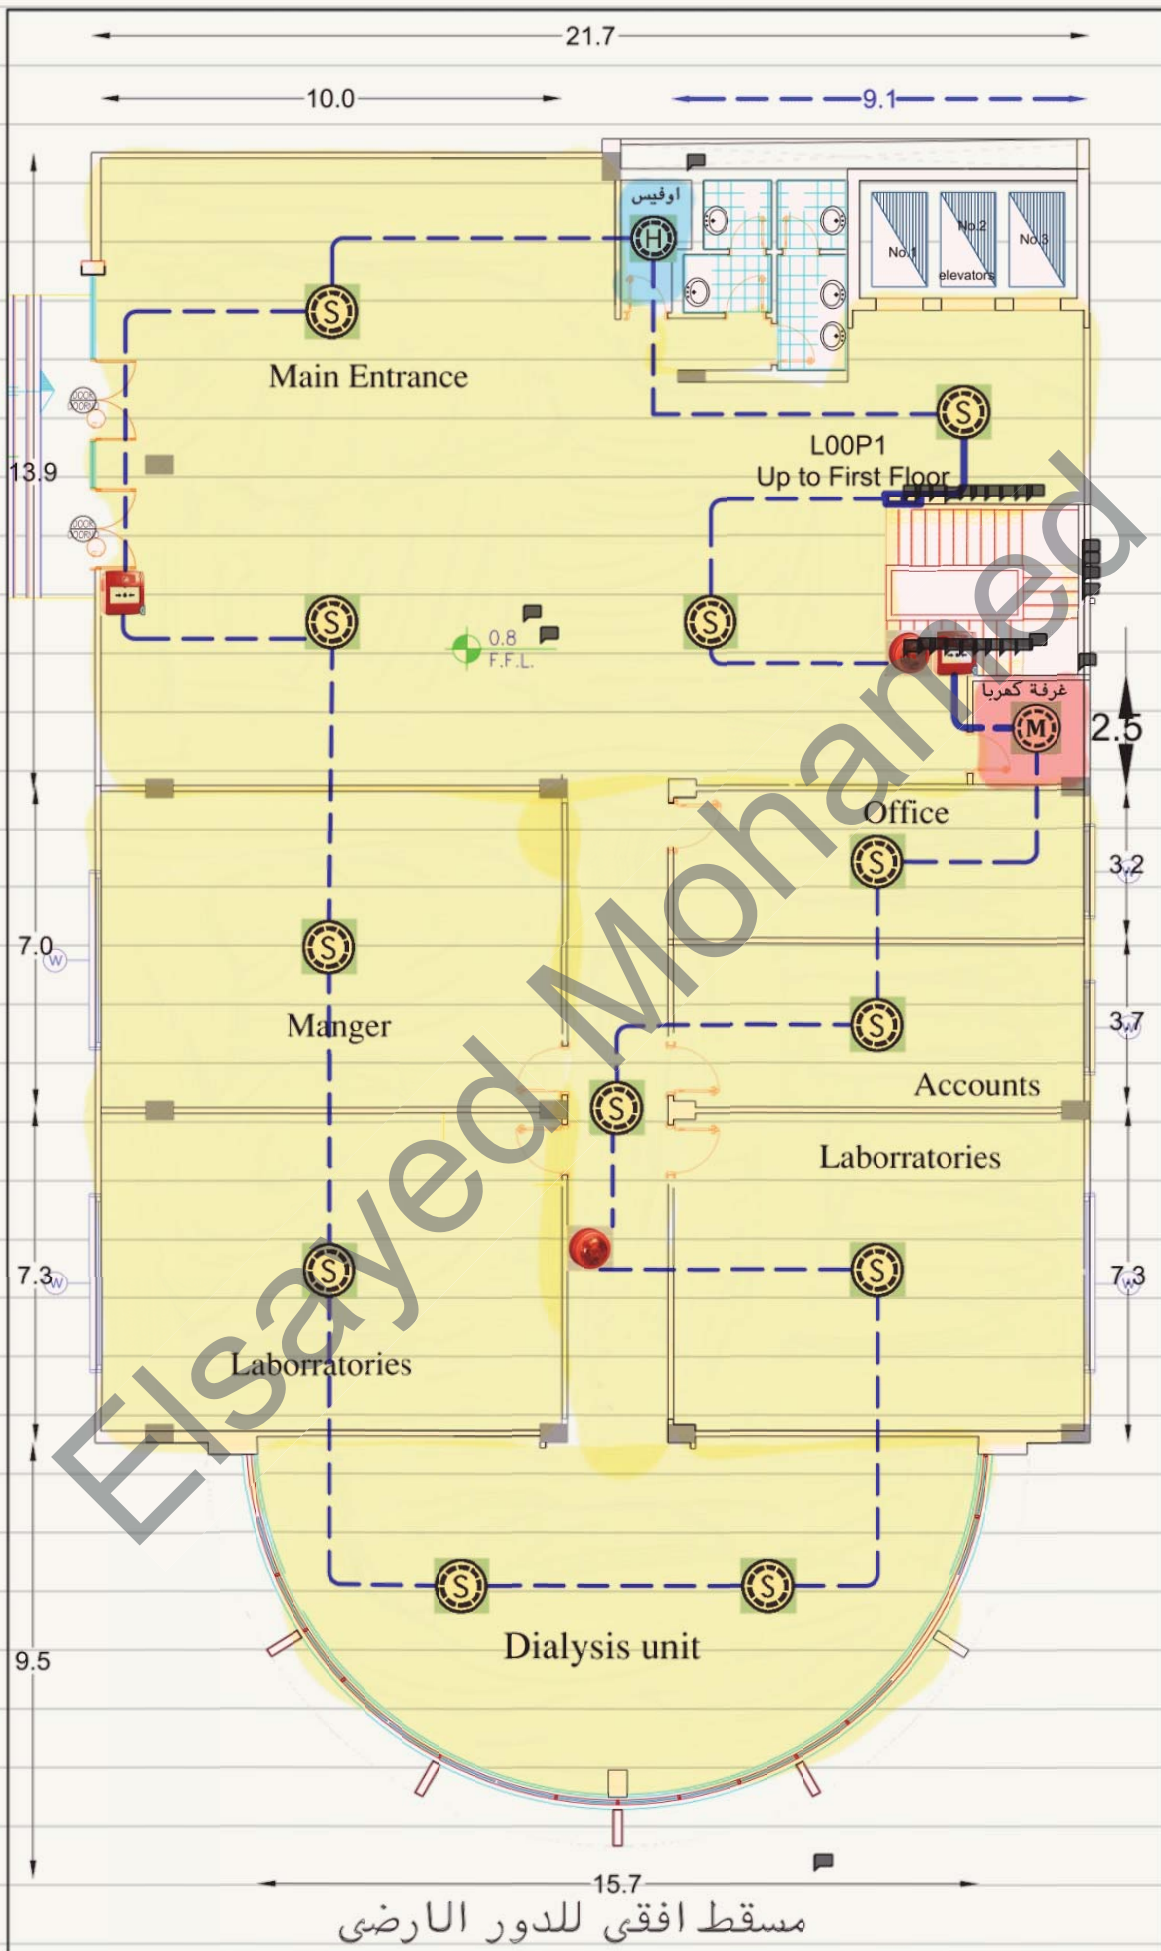 21.7
10.0
9.1
اوفيس
H
No.1
No.2
No.3
elevators
S
Main Entrance
S
L00P1
Up to First Floor
DOOR
13.9
DOOR
S
S
0.8
F.F.L.
غرفة كهربا
M
2.5
Office
S
3.2
S
7.0
W
W
Manger
S
3.7
W
Accounts
S
Laborratories
S
S
7.3
W
7.3
W
Laborratories
S
S
Dialysis unit
9.5
15.7
مسقط افقى للدور الارضى
Elsayed Mohamed